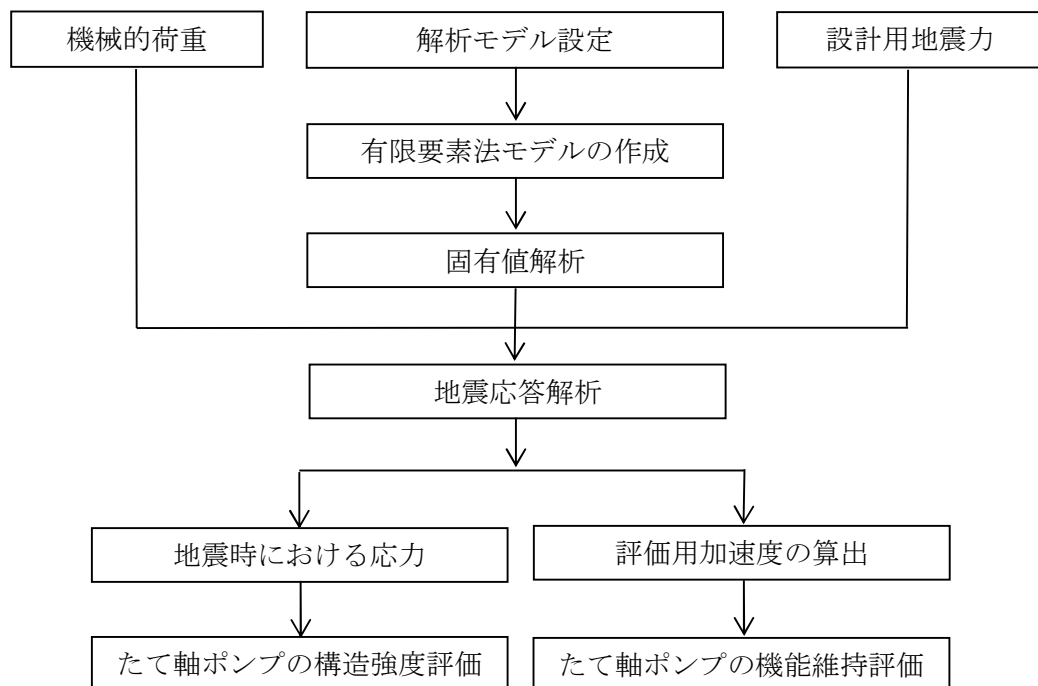 機械的荷重
解析モデル設定
設計用地震力
有限要素法モデルの作成
固有値解析
地震応答解析
地震時における応力
評価用加速度の算出
たて軸ポンプの構造強度評価
たて軸ポンプの機能維持評価